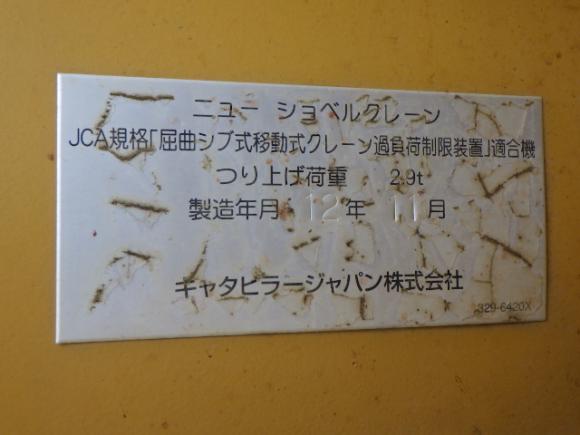 ニュー ショベルクレーン
JCA規格「屈曲ジブ式移動式クレーン過負荷制限装置」適合機
つり上げ荷重 2.9t
製造年月 12年 11月
キャタピラージャパン株式会社
329-6420X